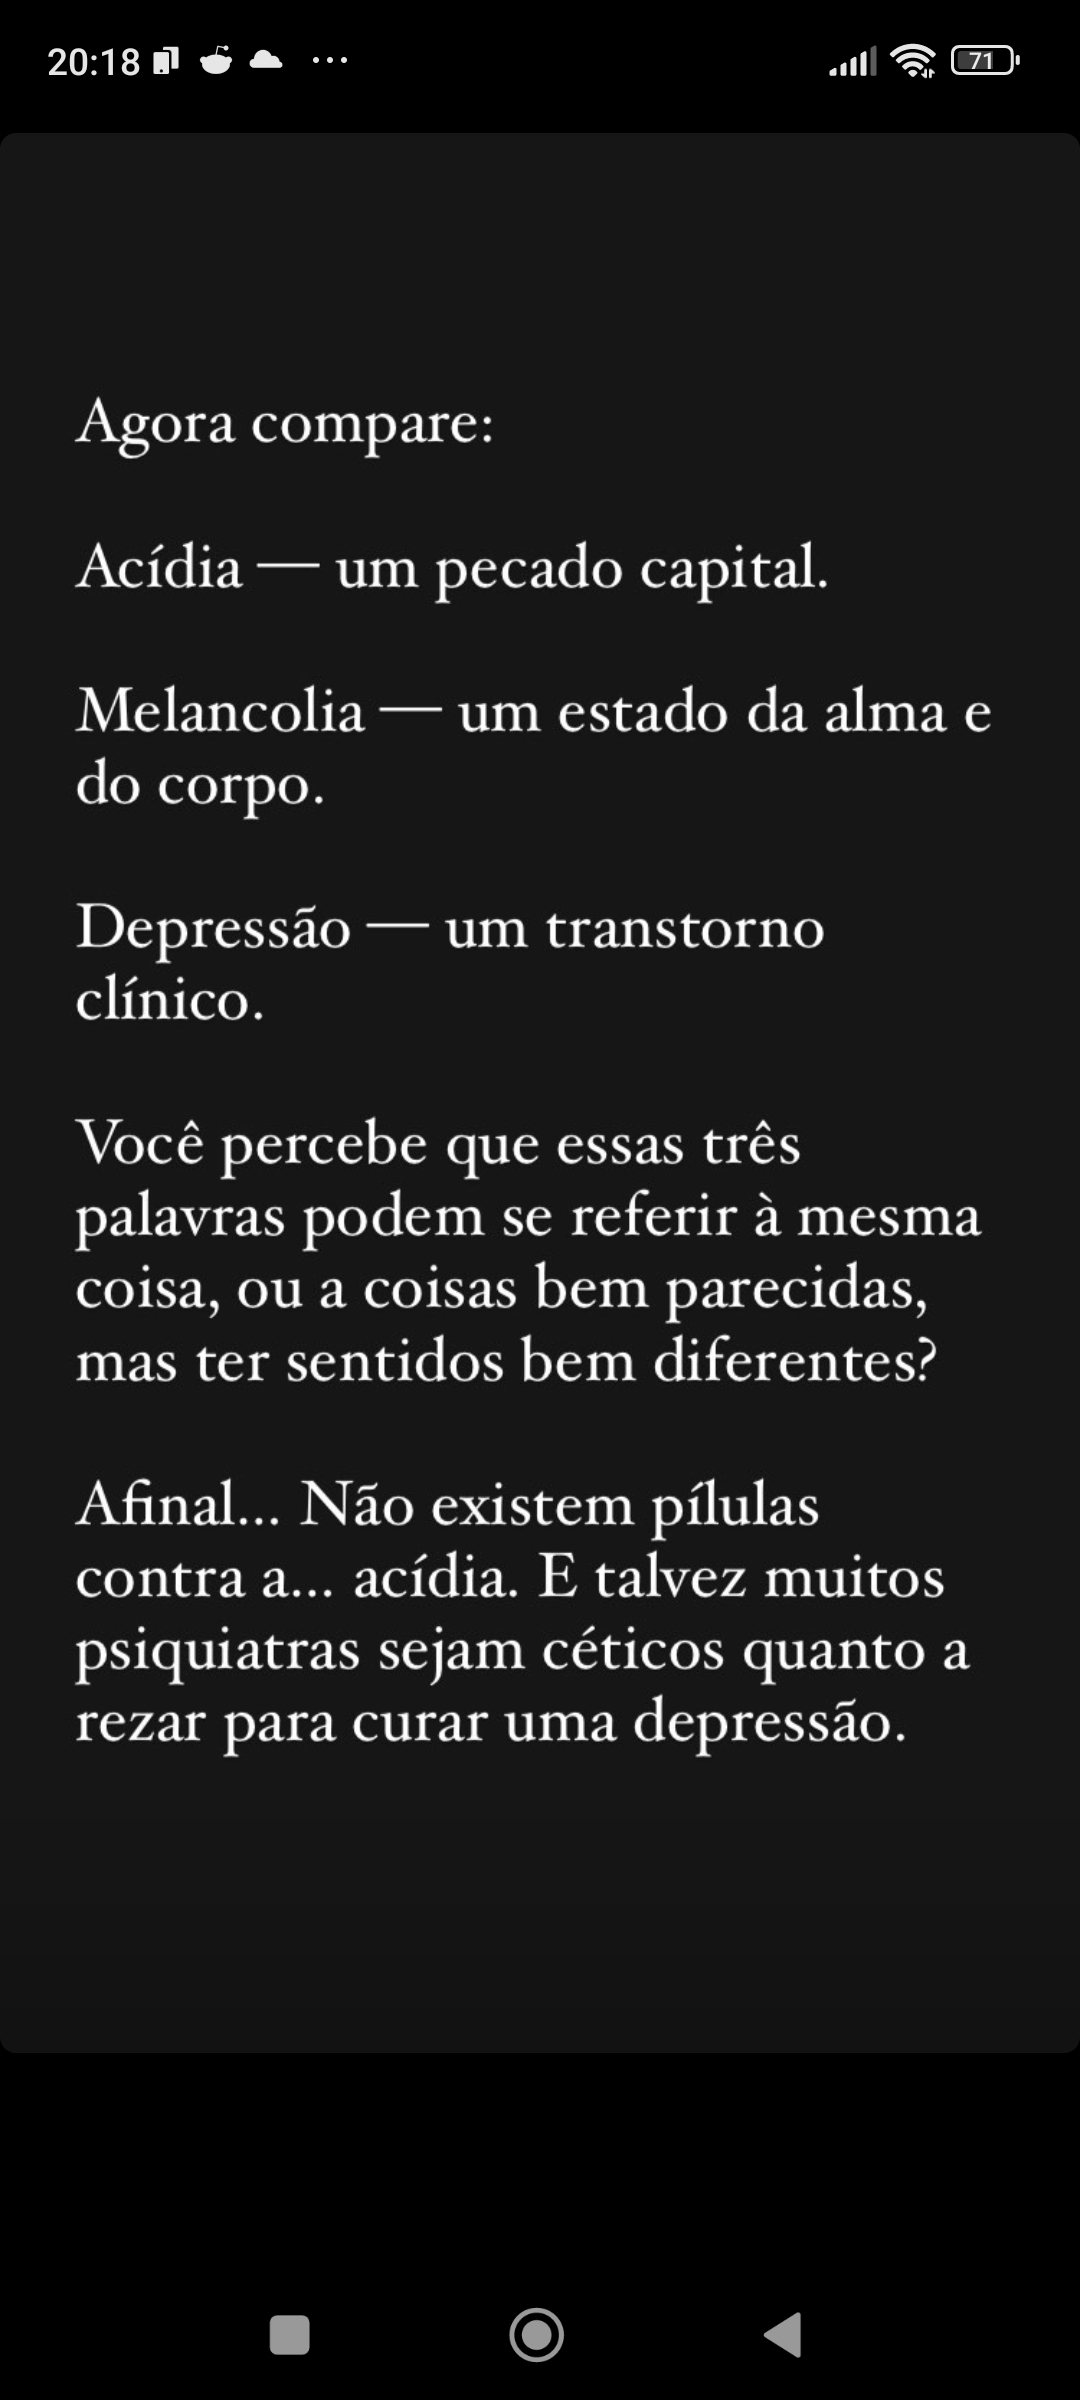 20:18
71
Agora compare:
Acídia — um pecado capital.
Melancolia — um estado da alma e
do corpo.
Depressão — um transtorno
clínico.
Você percebe que essas três
palavras podem se referir à mesma
coisa, ou a coisas bem parecidas,
mas ter sentidos bem diferentes?
Afinal... Não existem pílulas
contra a... acídia. E talvez muitos
psiquiatras sejam céticos quanto a
rezar para curar uma depressão.